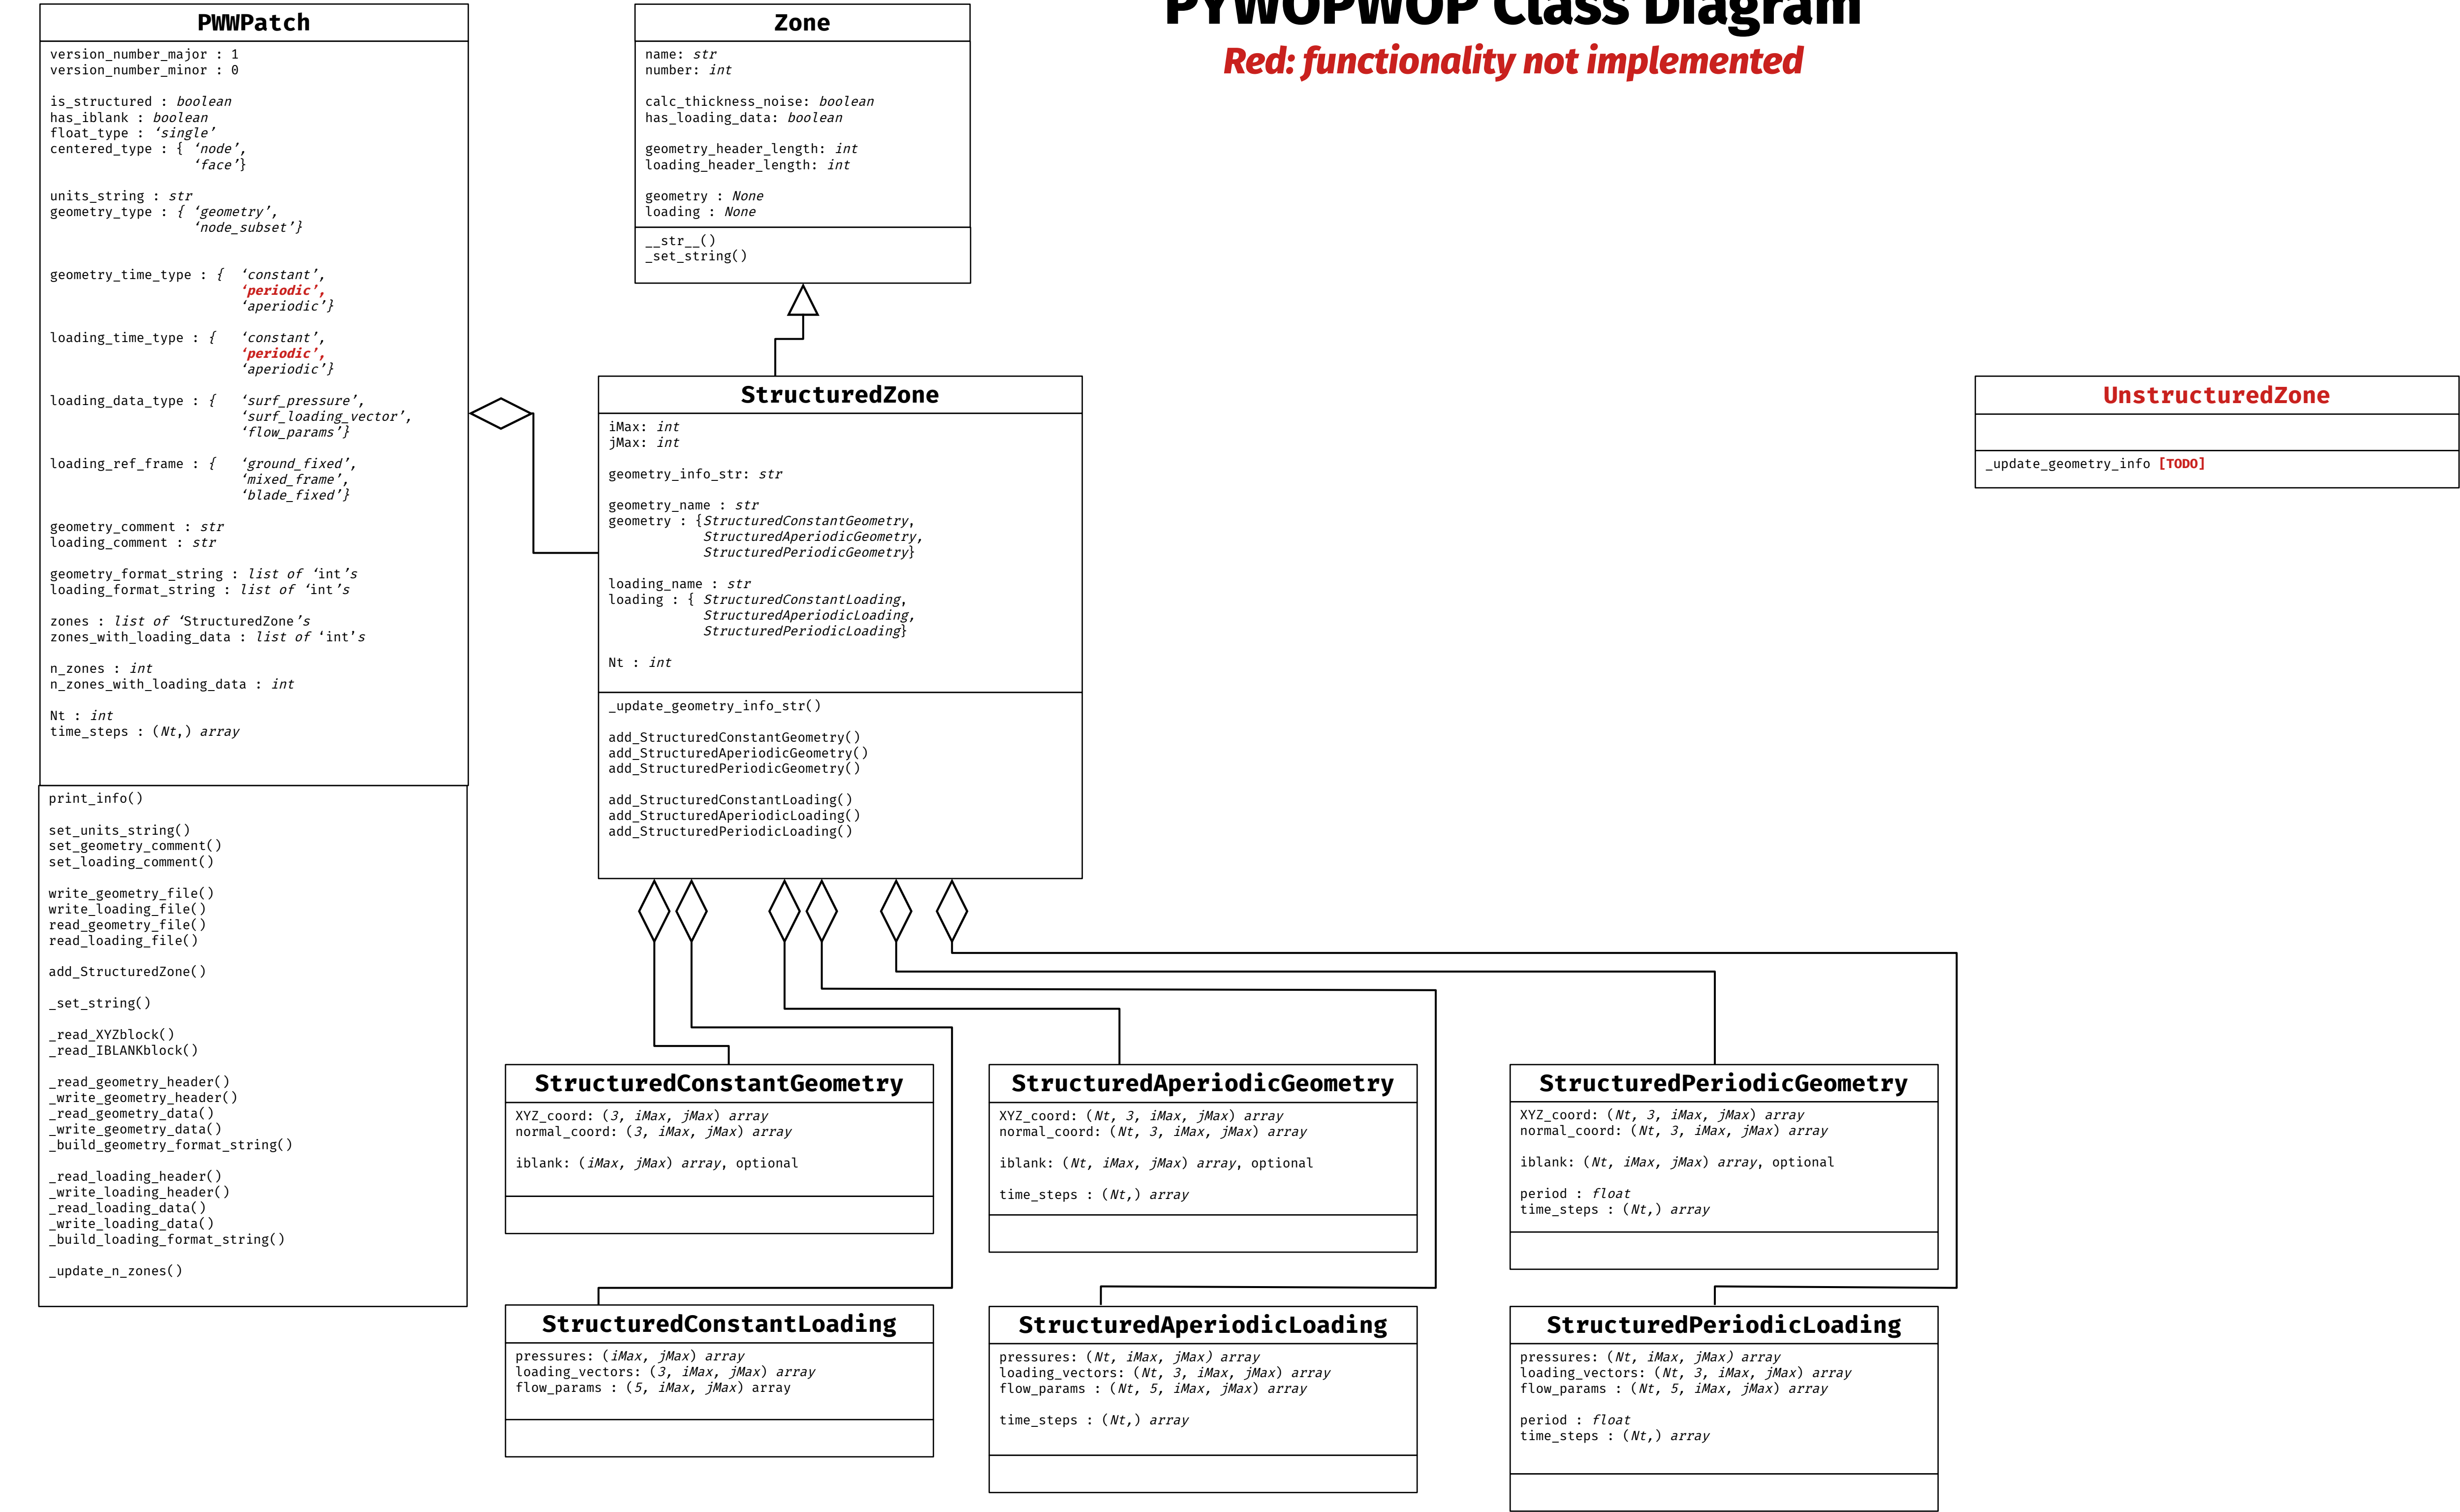 PYWOPWOP Class Diagram
Red: functionality not implemented
PWWPatch
version_number_major : 1
version_number_minor : 0
is_structured : boolean
has_iblank : boolean
float_type : ‘single’
centered_type : { ‘node’,
‘face’}
units_string : str
geometry_type : { ‘geometry’,
‘node_subset’}
geometry_time_type : { ‘constant’,
‘periodic’,
‘aperiodic’}
loading_time_type : { ‘constant’,
‘periodic’,
‘aperiodic’}
loading_data_type : { ‘surf_pressure’,
‘surf_loading_vector’,
‘flow_params’}
loading_ref_frame : { ‘ground_fixed’,
‘mixed_frame’,
‘blade_fixed’}
geometry_comment : str
loading_comment : str
geometry_format_string : list of ‘int’s
loading_format_string : list of ‘int’s
zones : list of ‘StructuredZone’s
zones_with_loading_data : list of ‘int’s
n_zones : int
n_zones_with_loading_data : int
Nt : int
time_steps : (Nt,) array
print_info()
set_units_string()
set_geometry_comment()
set_loading_comment()
write_geometry_file()
write_loading_file()
read_geometry_file()
read_loading_file()
add_StructuredZone()
_set_string()
_read_XYZblock()
_read_IBLANKblock()
_read_geometry_header()
_write_geometry_header()
_read_geometry_data()
_write_geometry_data()
_build_geometry_format_string()
_read_loading_header()
_write_loading_header()
_read_loading_data()
_write_loading_data()
_build_loading_format_string()
_update_n_zones()
Zone
name: str
number: int
calc_thickness_noise: boolean
has_loading_data: boolean
geometry_header_length: int
loading_header_length: int
geometry : None
loading : None
__str__()
_set_string()
StructuredZone
iMax: int
jMax: int
geometry_info_str: str
geometry_name : str
geometry : {StructuredConstantGeometry,
StructuredAperiodicGeometry,
StructuredPeriodicGeometry}
loading_name : str
loading : { StructuredConstantLoading,
StructuredAperiodicLoading,
StructuredPeriodicLoading}
Nt : int
_update_geometry_info_str()
add_StructuredConstantGeometry()
add_StructuredAperiodicGeometry()
add_StructuredPeriodicGeometry()
add_StructuredConstantLoading()
add_StructuredAperiodicLoading()
add_StructuredPeriodicLoading()
UnstructuredZone
_update_geometry_info [TODO]
StructuredConstantGeometry
XYZ_coord: (3, iMax, jMax) array
normal_coord: (3, iMax, jMax) array
iblank: (iMax, jMax) array, optional
StructuredAperiodicGeometry
XYZ_coord: (Nt, 3, iMax, jMax) array
normal_coord: (Nt, 3, iMax, jMax) array
iblank: (Nt, iMax, jMax) array, optional
time_steps : (Nt,) array
StructuredPeriodicGeometry
XYZ_coord: (Nt, 3, iMax, jMax) array
normal_coord: (Nt, 3, iMax, jMax) array
iblank: (Nt, iMax, jMax) array, optional
period : float
time_steps : (Nt,) array
StructuredConstantLoading
pressures: (iMax, jMax) array
loading_vectors: (3, iMax, jMax) array
flow_params : (5, iMax, jMax) array
StructuredAperiodicLoading
pressures: (Nt, iMax, jMax) array
loading_vectors: (Nt, 3, iMax, jMax) array
flow_params : (Nt, 5, iMax, jMax) array
time_steps : (Nt,) array
StructuredPeriodicLoading
pressures: (Nt, iMax, jMax) array
loading_vectors: (Nt, 3, iMax, jMax) array
flow_params : (Nt, 5, iMax, jMax) array
period : float
time_steps : (Nt,) array